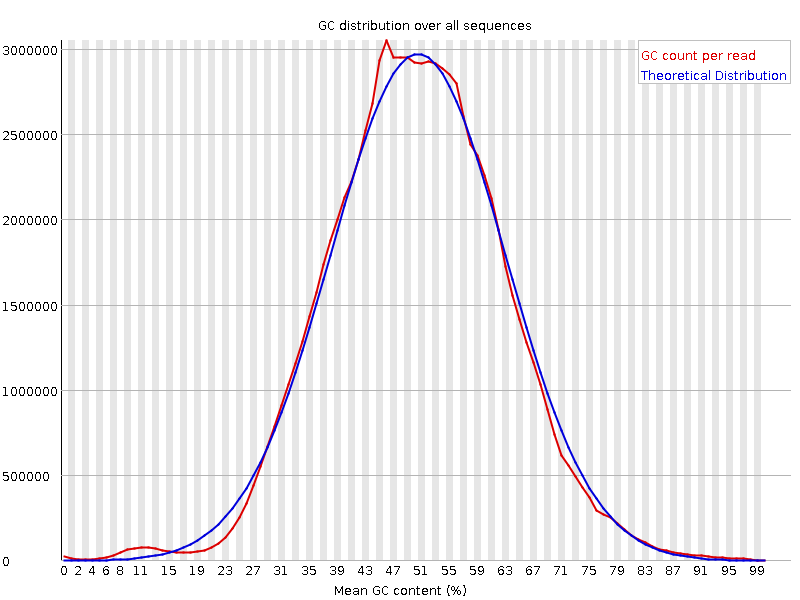 GC distribution over all sequences
GC count per read
Theoretical Distribution
3000000
2500000
2000000
1500000
1000000
500000
0
0 2 4 6 8 11 15 19 23 27 31 35 39 43 47 51 55 59 63 67 71 75 79 83 87 91 95 99
Mean GC content (%)